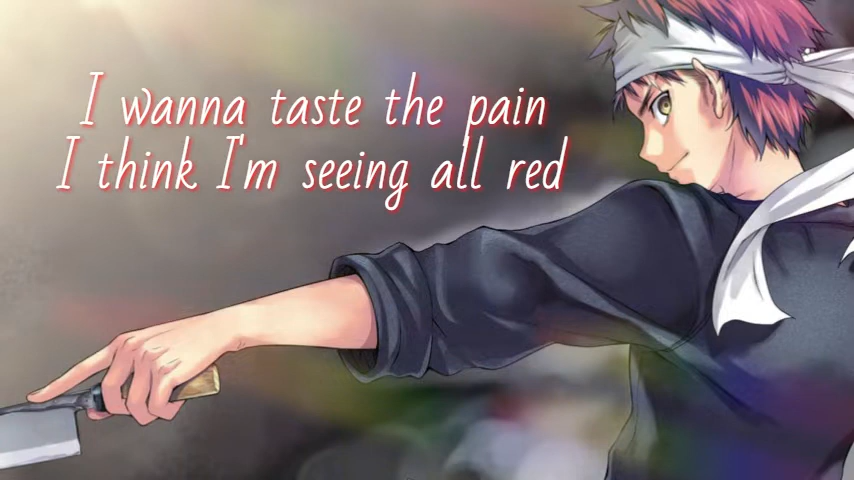 I wanna taste the pain
I think I'm seeing all red